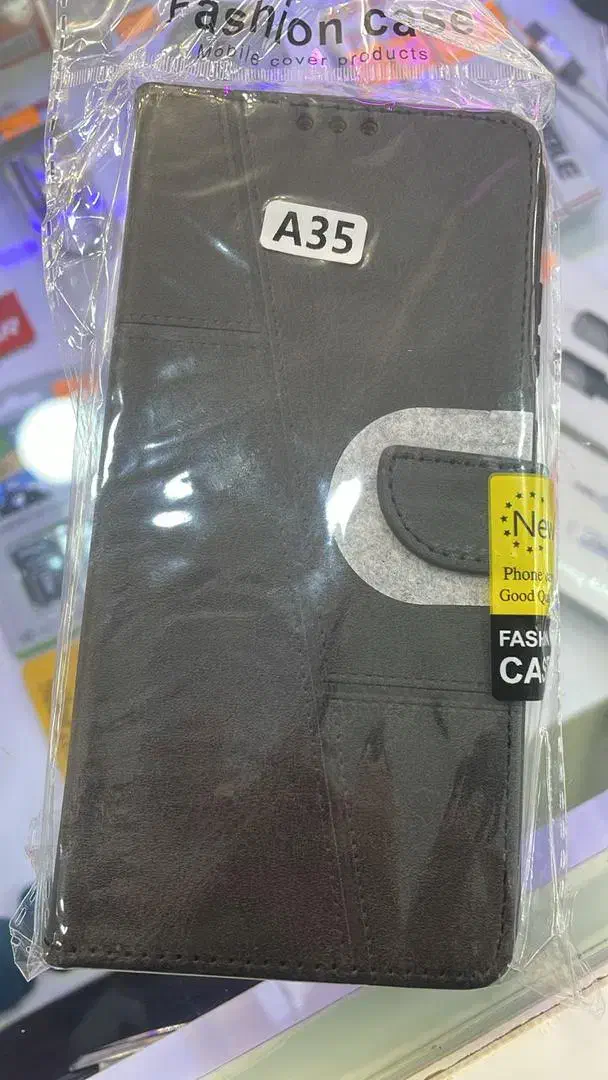 Fashion Case
Mobile cover products
A35
New
Phone
Good
FASH
CAS